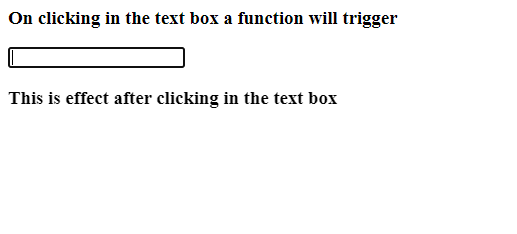 On clicking in the text box a function will trigger
This is effect after clicking in the text box